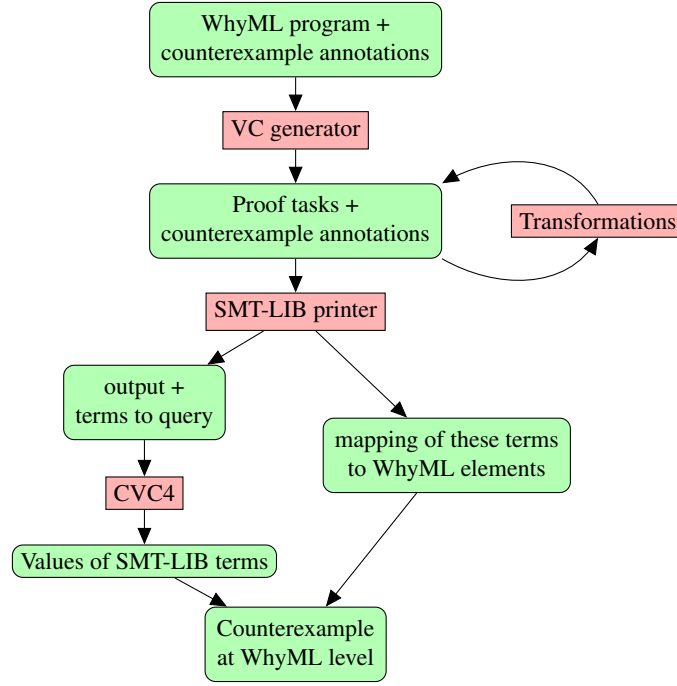 WhyML program +
counterexample annotations
VC generator
Proof tasks +
counterexample annotations
Transformations
SMT-LIB printer
output +
terms to query
mapping of these terms
to WhyML elements
CVC4
Values of SMT-LIB terms
Counterexample
at WhyML level